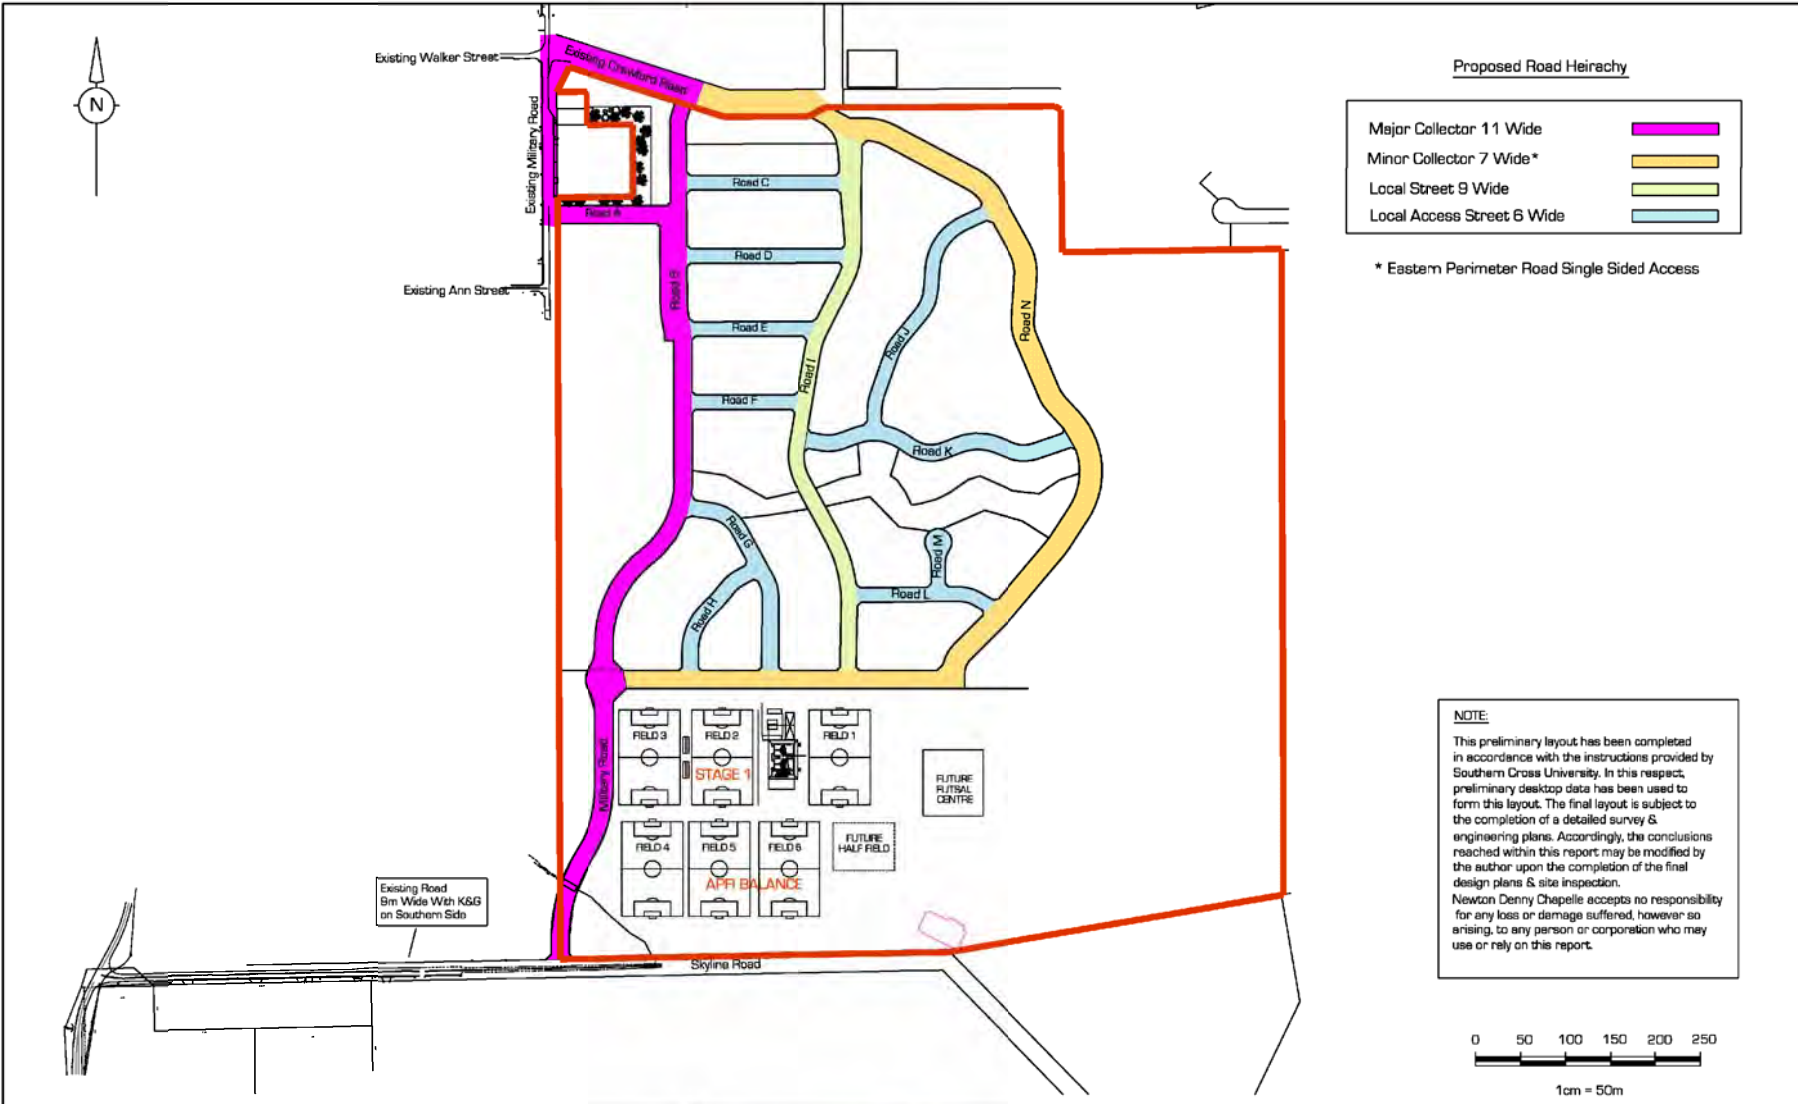 Existing Walker Street
Existing Crawford Road
N
Existing Military Road
Proposed Road Heirachy
Major Collector 11 Wide
Minor Collector 7 Wide*
Local Street 9 Wide
Local Access Street 6 Wide
* Eastern Perimeter Road Single Sided Access
Road C
Road A
Road D
Existing Ann Street
Road B
Road E
Road N
Road J
Road I
Road F
Road K
Road G
Road M
Road L
Road H
FIELD 3
FIELD 2
FIELD 1
STAGE 1
Military Road
FUTURE
FUTSAL
CENTRE
FIELD 4
FIELD 5
FIELD 6
FUTURE
HALF FIELD
APFI BALANCE
Existing Road
9m Wide With K&G
on Southern Side
Skyline Road
NOTE:
This preliminary layout has been completed
in accordance with the instructions provided by
Southern Cross University. In this respect,
preliminary desktop data has been used to
form this layout. The final layout is subject to
the completion of a detailed survey &
engineering plans. Accordingly, the conclusions
reached within this report may be modified by
the author upon the completion of the final
design plans & site inspection.
Newton Denny Chapelle accepts no responsibility
for any loss or damage suffered, however so
arising, to any person or corporation who may
use or rely on this report.
0 50 100 150 200 250
1cm = 50m